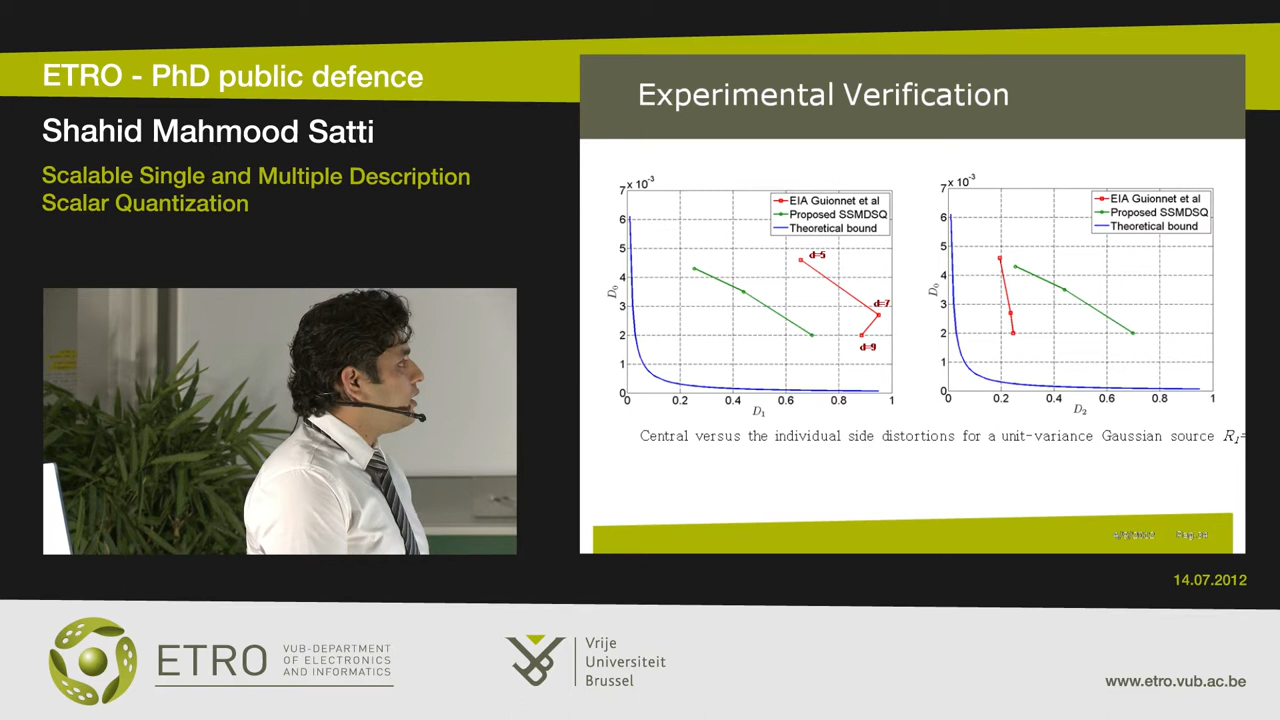 ETRO - PhD public defence
Shahid Mahmood Satti
Scalable Single and Multiple Description
Scalar Quantization
Experimental Verification
7 x 10⁻³
6
5
4
3
2
1
0
D₀
0 0.2 0.4 0.6 0.8 1
D₁
EIA Guionnet et al
Proposed SSMDSQ
Theoretical bound
d=5
d=7
d=9
7 x 10⁻³
6
5
4
3
2
1
0
D₀
0 0.2 0.4 0.6 0.8 1
D₂
EIA Guionnet et al
Proposed SSMDSQ
Theoretical bound
Central versus the individual side distortions for a unit-variance Gaussian source R₁=
14.07.2012
ETRO
VUB-DEPARTMENT
OF ELECTRONICS
AND INFORMATICS
Vrije
Universiteit
Brussel
www.etro.vub.ac.be